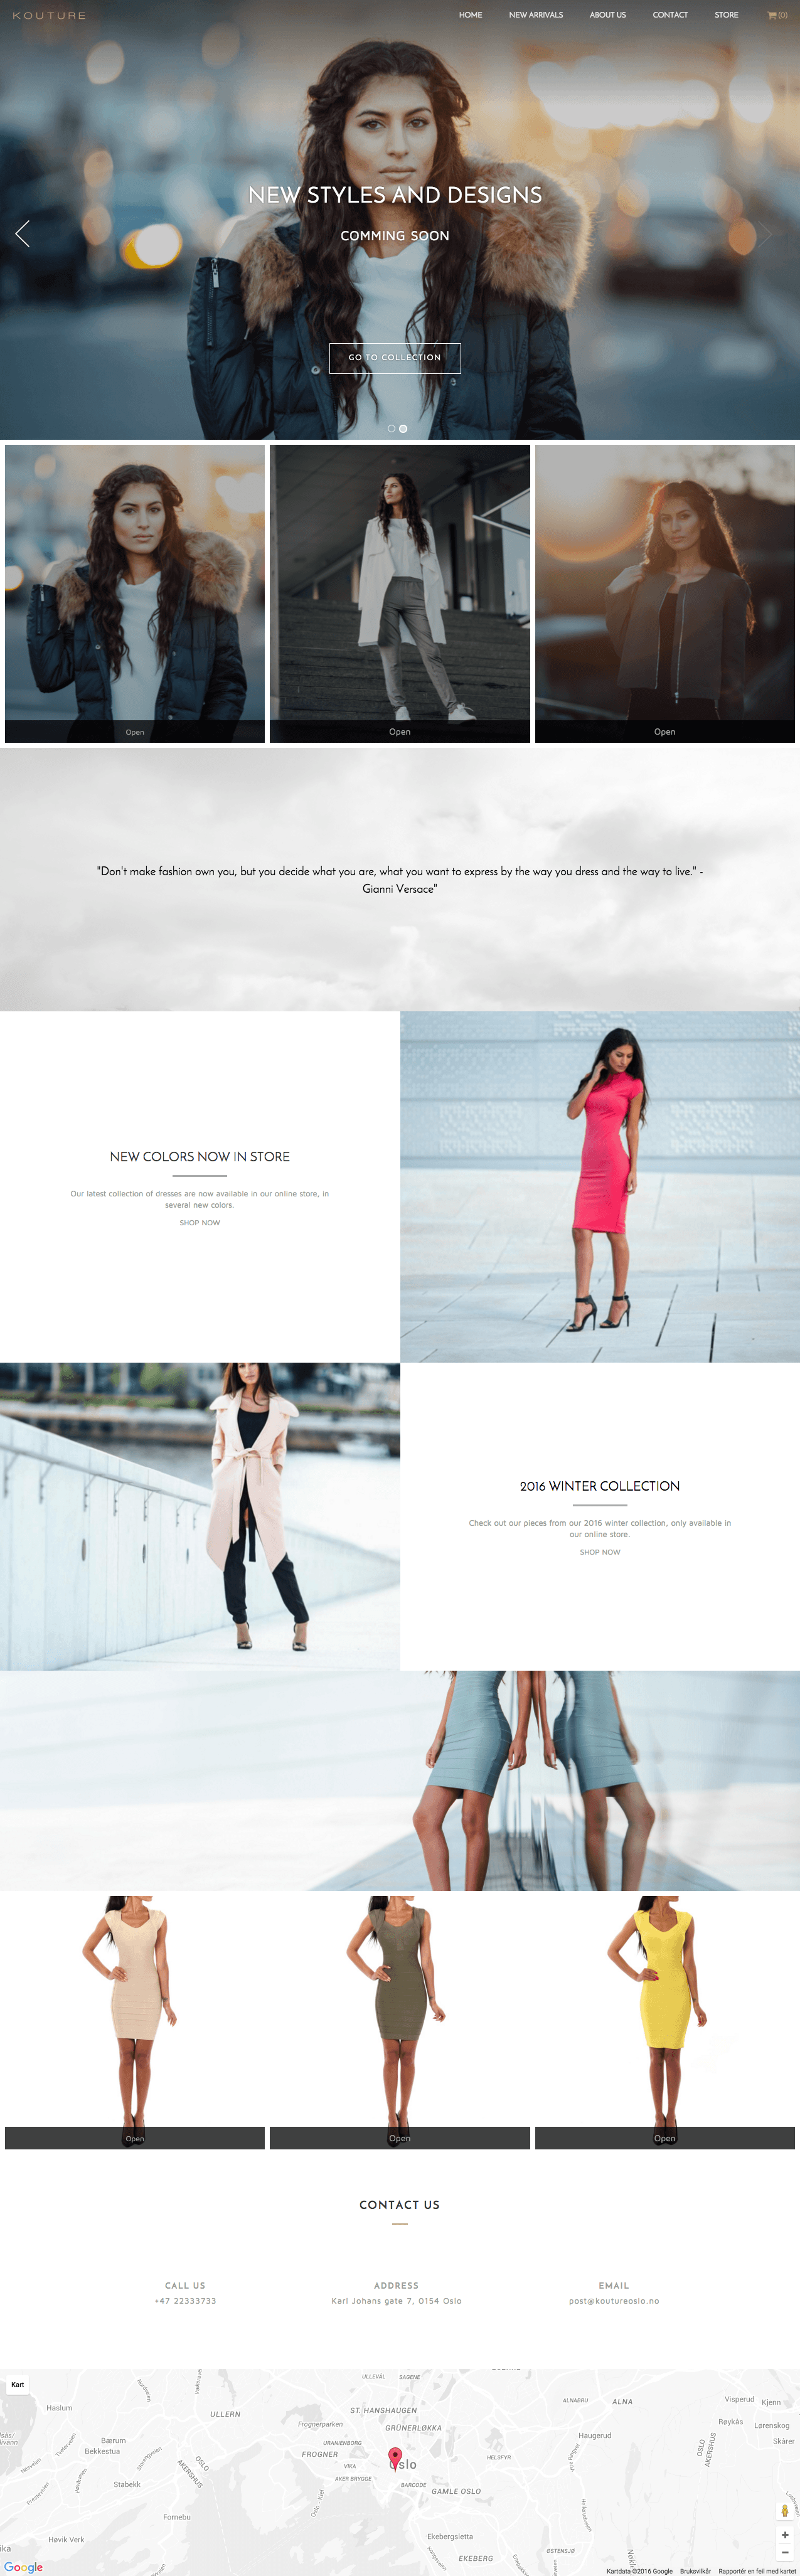 KOUTURE
HOME NEW ARRIVALS ABOUT US CONTACT STORE (0)
NEW STYLES AND DESIGNS
COMMING SOON
GO TO COLLECTION
Open Open Open
"Don't make fashion own you, but you decide what you are, what you want to express by the way you dress and the way to live." -
Gianni Versace"
NEW COLORS NOW IN STORE
Our latest collection of dresses are now available in our online store, in
several new colors.
SHOP NOW
2016 WINTER COLLECTION
Check out our pieces from our 2016 winter collection, only available in
our online store.
SHOP NOW
Open Open Open
CONTACT US
CALL US ADDRESS EMAIL
+47 22333733 Karl Johans gate 7, 0154 Oslo post@koutureoslo.no
Kart
ULLEVÅL SAGENE
Haslum
ULLERN
ST. HANSHAUGEN
ALNABRU ALNA
Visperud Kjenn
Frognerparken
GRÜNERLØKKA
Røykås Lørenskog
Bærum
Bekkestua
URANIENBORG
Haugerud
Skårer
FROGNER
HELSFYR
OSLO
AKERSHUS
VIKA
Oslo
OSLO
AKERSHUS
Stabekk
AKER BRYGGE
BARCODE
GAMLE OSLO
Fornebu
Høvik Verk
Ekebergsletta
EKEBERG
ØSTENSJØ
Google
Kartdata ©2016 Google Bruksvilkår Rapportér en feil med kartet